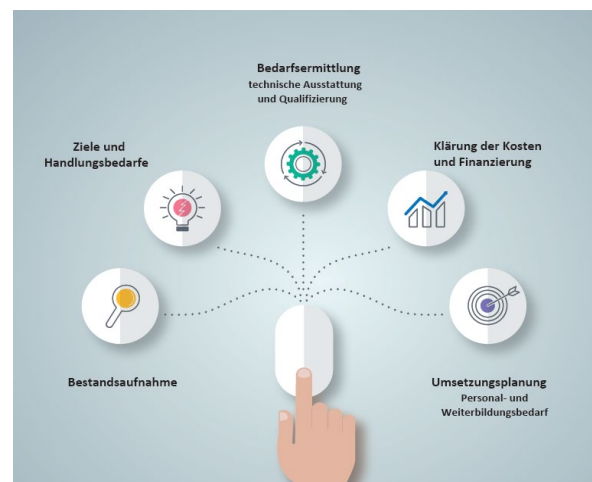 Bedarfsermittlung
technische Ausstattung
und Qualifizierung
Ziele und
Handlungsbedarfe
Klärung der Kosten
und Finanzierung
Bestandsaufnahme
Umsetzungsplanung
Personal- und
Weiterbildungsbedarf